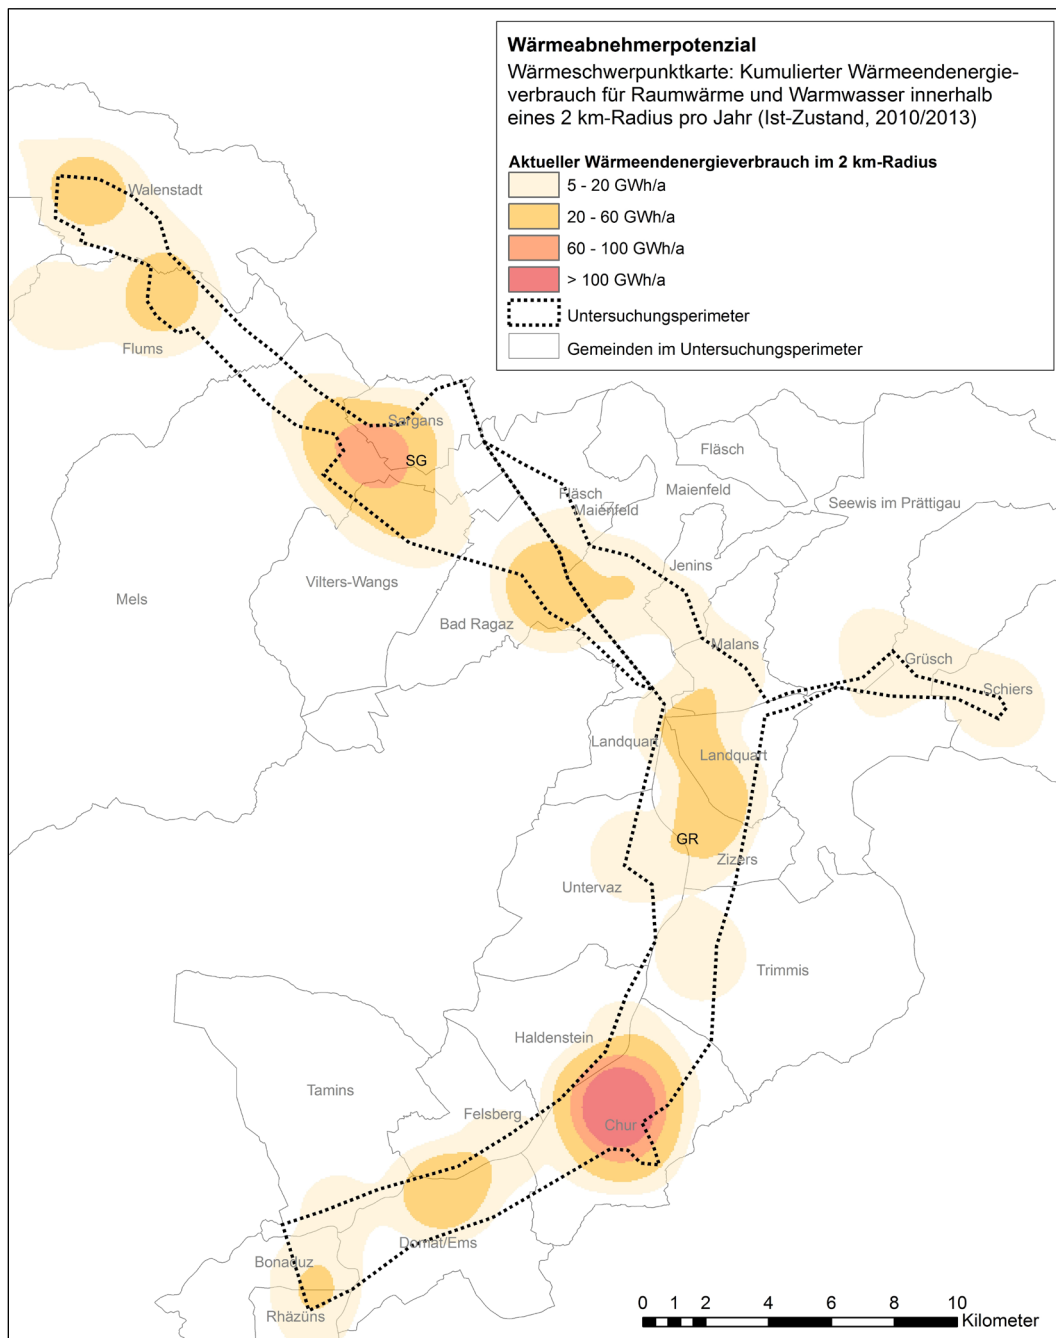 Wärmeabnehmerpotenzial
Wärmeschwerpunktkarte: Kumulierter Wärmeendenergie-
verbrauch für Raumwärme und Warmwasser innerhalb
eines 2 km-Radius pro Jahr (Ist-Zustand, 2010/2013)
Aktueller Wärmeendenergieverbrauch im 2 km-Radius
5 - 20 GWh/a
20 - 60 GWh/a
60 - 100 GWh/a
> 100 GWh/a
Untersuchungsperimeter
Gemeinden im Untersuchungsperimeter
Walenstadt
Flums
Sargans
SG
Fläsch
Maienfeld
Fläsch
Maienfeld
Seewis im Prättigau
Jenins
Vilters-Wangs
Mels
Bad Ragaz
Malans
Grüsch
Schiers
Landquart
Landquart
GR
Zizers
Untervaz
Trimmis
Haldenstein
Tamins
Felsberg
Chur
Domat/Ems
Bonaduz
Rhäzüns
0 1 2 4 6 8 10
Kilometer